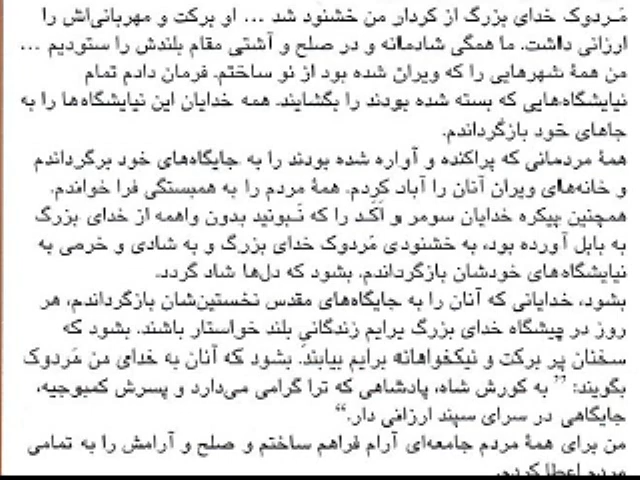 مَردوک خدای بزرگ از کردار من خشنود شد ... او برکت و مهربانی‌اش را
ارزانی داشت. ما همگی شادمانه و در صلح و آشتی مقام بلندش را ستودیم ...
من همهٔ شهرهایی را که ویران شده بود از نو ساختم. فرمان دادم تمام
نیایشگاه‌هایی که بسته شده بودند را بگشایند. همه خدایان این نیایشگاه‌ها را به
جاهای خود بازگرداندم.
همهٔ مردمانی که پراکنده و آواره شده بودند را به جایگاه‌های خود برگرداندم
و خانه‌های ویران آنان را آباد کردم. همهٔ مردم را به همبستگی فرا خواندم.
همچنین پیکره خدایان سومر و اَکَد را که نَبونید بدون واهمه از خدای بزرگ
به بابل آورده بود، به خشنودی مَردوک خدای بزرگ و به شادی و خرمی به
نیایشگاه‌های خودشان بازگرداندم. بشود که دل‌ها شاد گردد.
بشود، خدایانی که آنان را به جایگاه‌های مقدس نخستین‌شان بازگرداندم، هر
روز در پیشگاه خدای بزرگ برایم زندگانی بلند خواستار باشند. بشود که
سخنان پر برکت و نیکخواهانه برایم بیابند. بشود که آنان به خدای من مَردوک
بگویند: ”به کورش شاه، پادشاهی که ترا گرامی می‌دارد و پسرش کمبوجیه،
جایگاهی در سرای سپند ارزانی دار.“
من برای همهٔ مردم جامعه‌ای آرام فراهم ساختم و صلح و آرامش را به تمامی
مردم اعطا کردم.